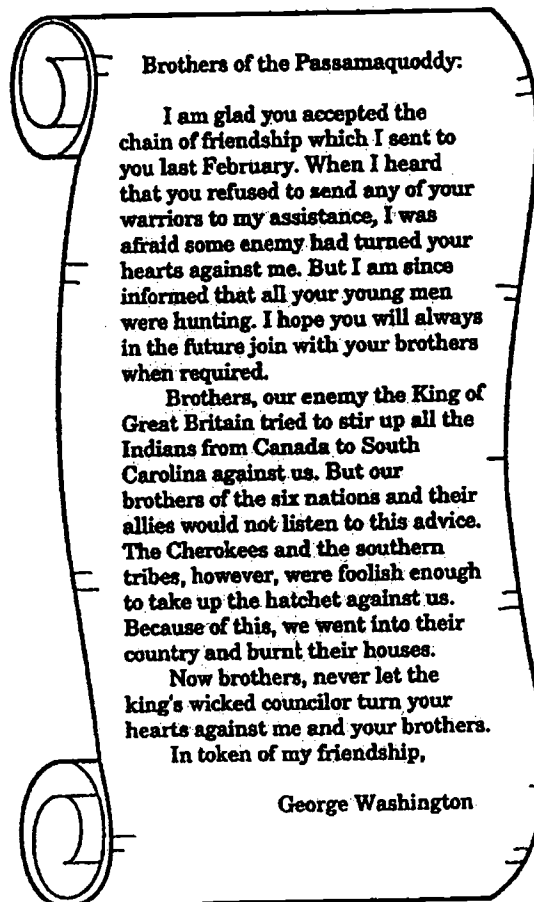 Brothers of the Passamaquoddy:
I am glad you accepted the
chain of friendship which I sent to
you last February. When I heard
that you refused to send any of your
warriors to my assistance, I was
afraid some enemy had turned your
hearts against me. But I am since
informed that all your young men
were hunting. I hope you will always
in the future join with your brothers
when required.
Brothers, our enemy the King of
Great Britain tried to stir up all the
Indians from Canada to South
Carolina against us. But our
brothers of the six nations and their
allies would not listen to this advice.
The Cherokees and the southern
tribes, however, were foolish enough
to take up the hatchet against us.
Because of this, we went into their
country and burnt their houses.
Now brothers, never let the
king's wicked councilor turn your
hearts against me and your brothers.
In token of my friendship,
George Washington